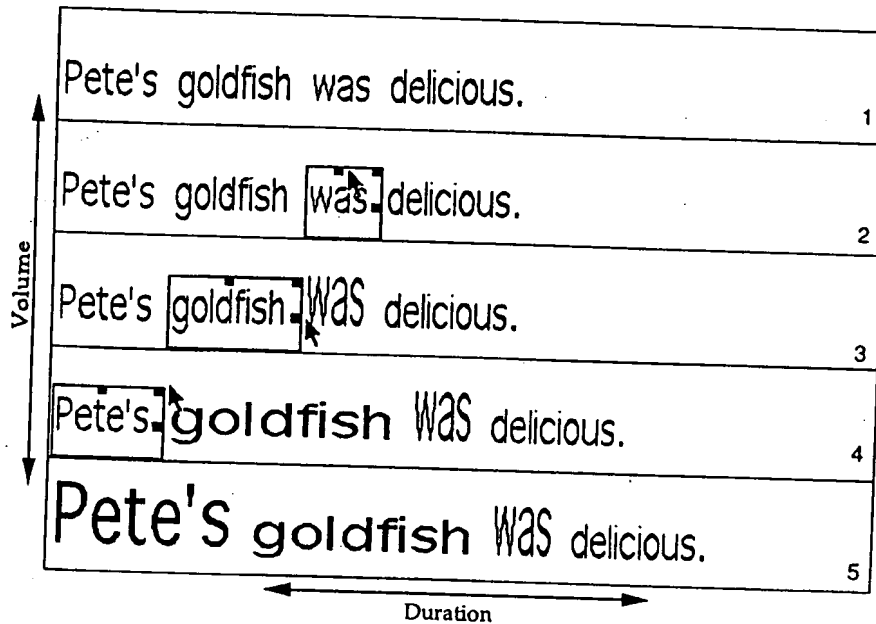 Pete's goldfish was delicious.
1
Pete's goldfish was delicious.
2
Pete's goldfish was delicious.
3
Pete's goldfish was delicious.
4
Pete's goldfish was delicious.
5
Volume
Duration